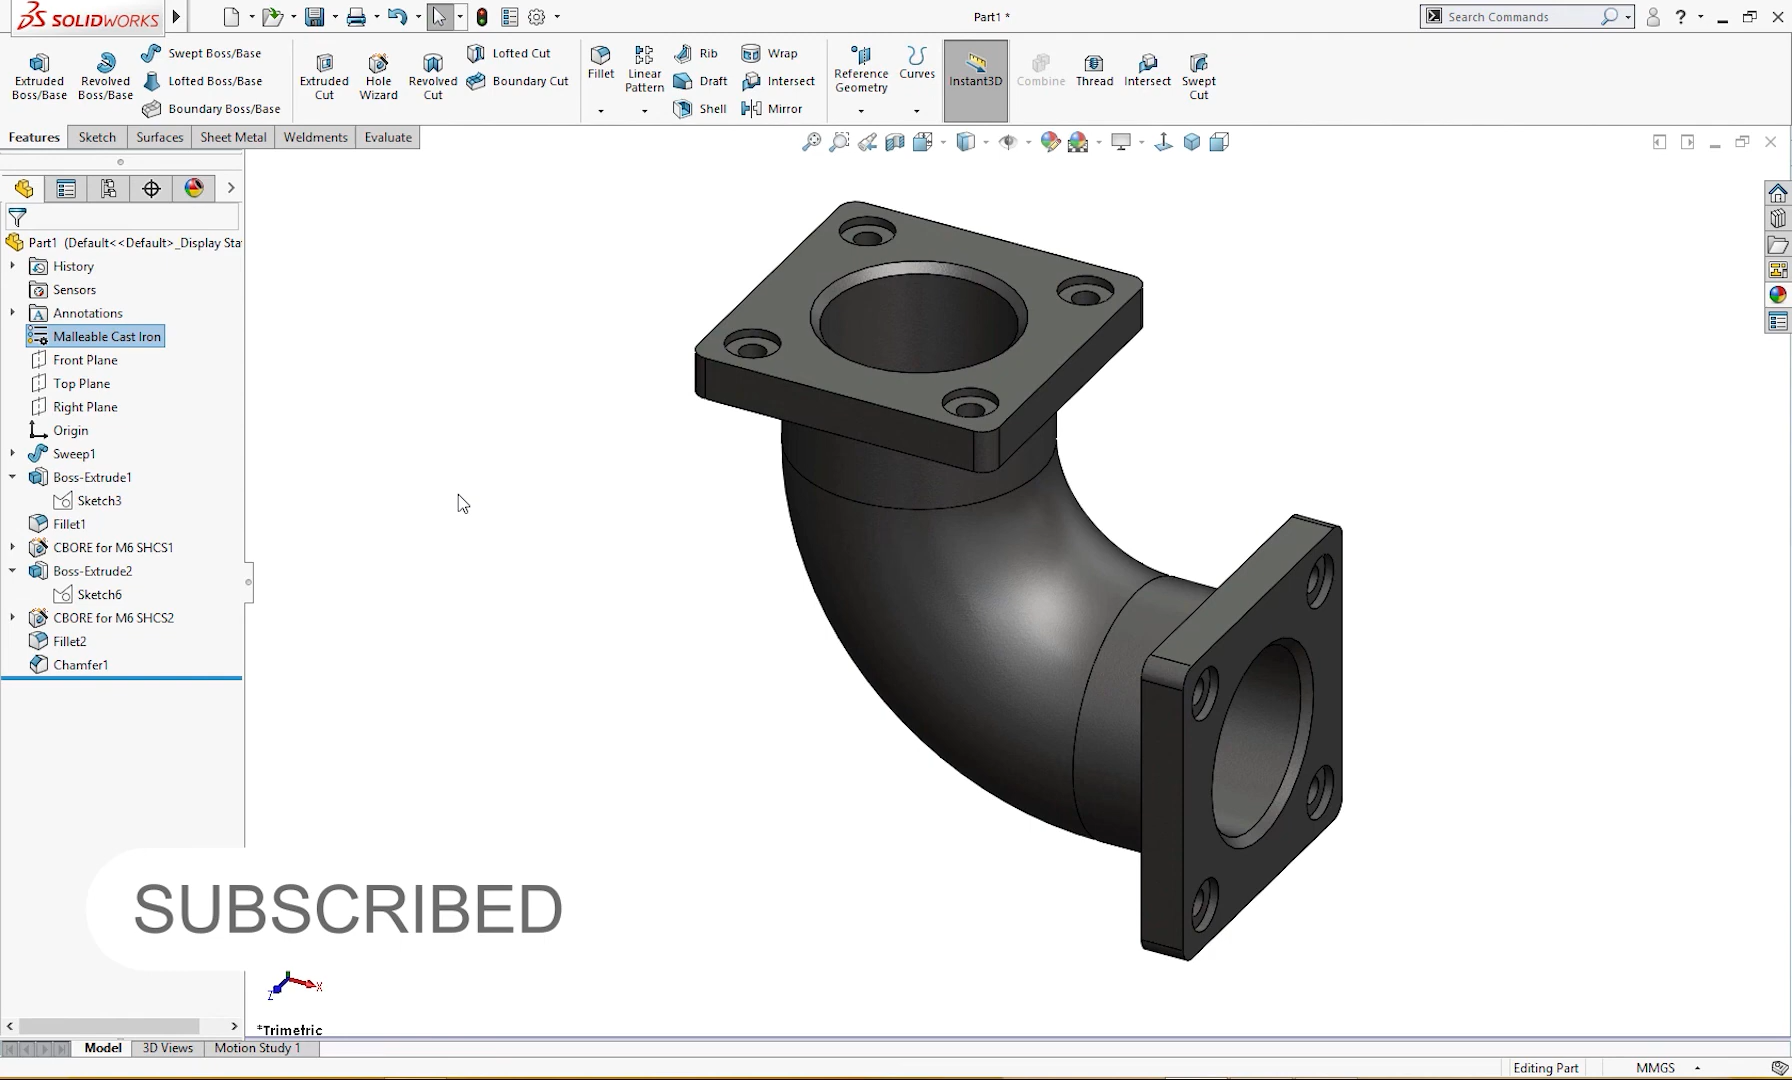 SOLIDWORKS
Part1 *
Search Commands
?
Extruded Boss/Base
Revolved Boss/Base
Swept Boss/Base
Lofted Boss/Base
Boundary Boss/Base
Extruded Cut
Hole Wizard
Revolved Cut
Lofted Cut
Boundary Cut
Fillet
Linear Pattern
Rib
Draft
Shell
Wrap
Intersect
Mirror
Reference Geometry
Curves
Instant3D
Combine
Thread
Intersect
Swept Cut
Features
Sketch
Surfaces
Sheet Metal
Weldments
Evaluate
Part1 (Default<<Default>_Display Sta
History
Sensors
A
Annotations
Malleable Cast Iron
Front Plane
Top Plane
Right Plane
Origin
Sweep1
Boss-Extrude1
Sketch3
Fillet1
CBORE for M6 SHCS1
Boss-Extrude2
Sketch6
CBORE for M6 SHCS2
Fillet2
Chamfer1
SUBSCRIBED
Z
X
*Trimetric
Model
3D Views
Motion Study 1
Editing Part
MMGS